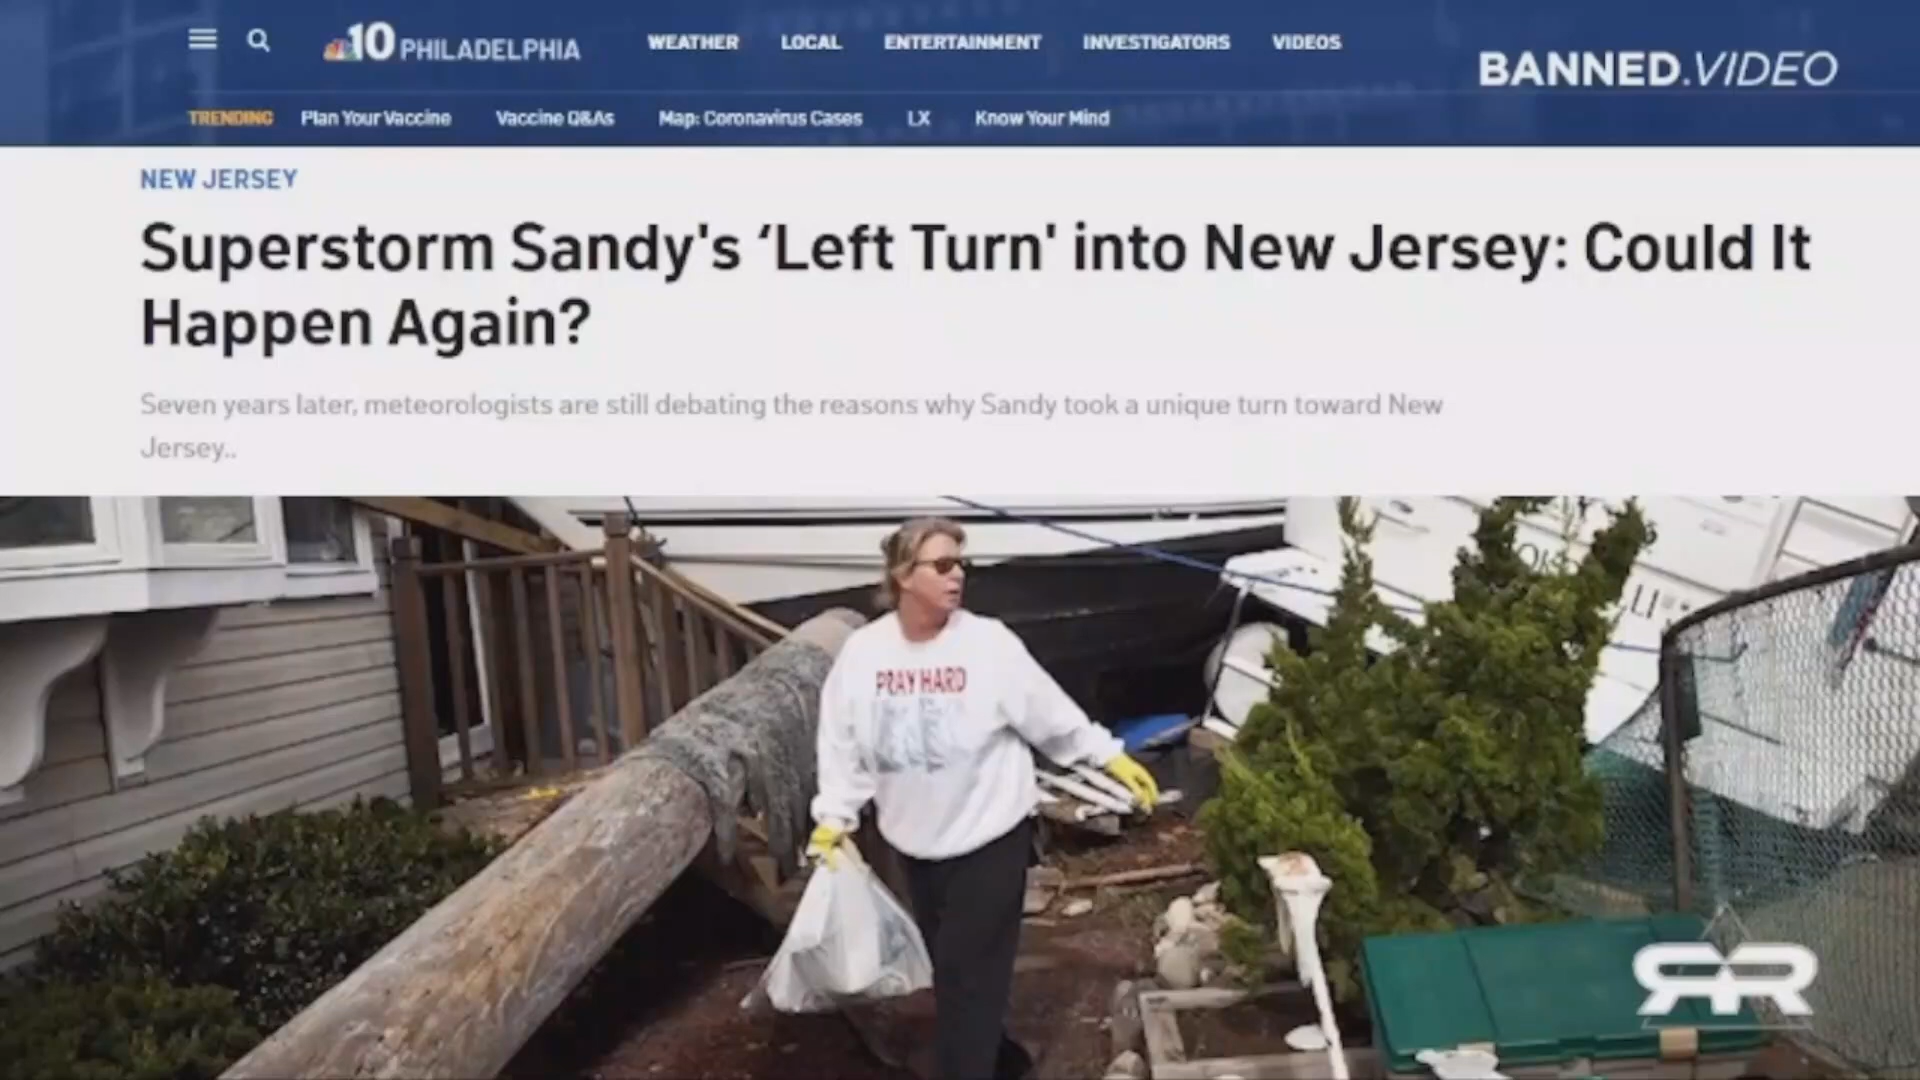 10 PHILADELPHIA
WEATHER LOCAL ENTERTAINMENT INVESTIGATORS VIDEOS
BANNED.VIDEO
TRENDING Plan Your Vaccine Vaccine Q&As Map: Coronavirus Cases LX Know Your Mind
NEW JERSEY
Superstorm Sandy's ‘Left Turn' into New Jersey: Could It
Happen Again?
Seven years later, meteorologists are still debating the reasons why Sandy took a unique turn toward New
Jersey..
PRAY HARD
RR